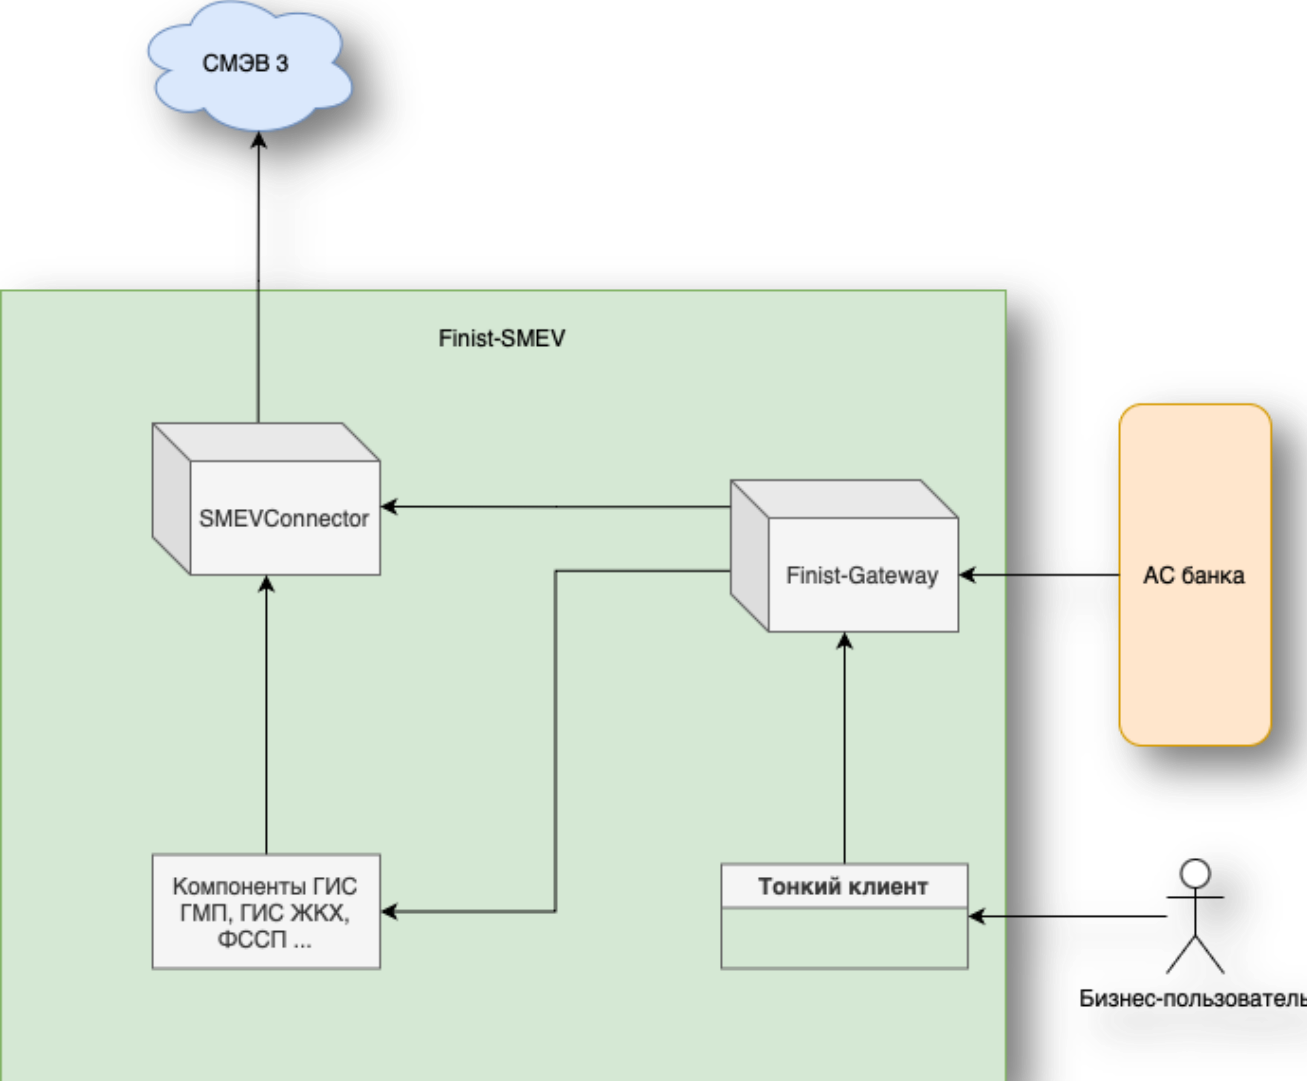 СМЭВ 3
Finist-SMEV
SMEVConnector
Finist-Gateway
АС банка
Компоненты ГИС
ГМП, ГИС ЖКХ,
ФССП ...
Тонкий клиент
Бизнес-пользователь